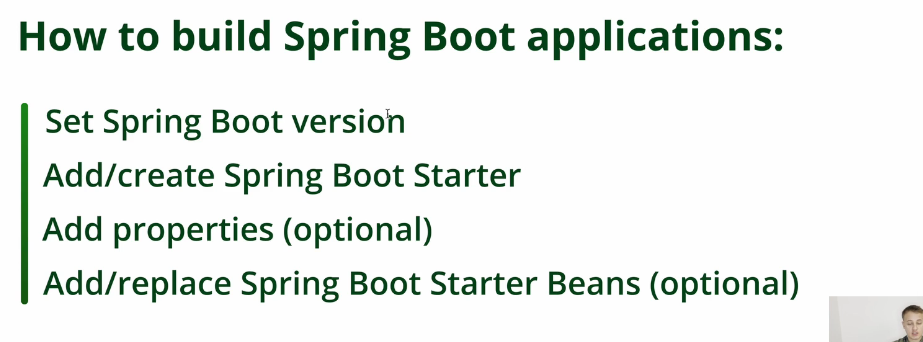 How to build Spring Boot applications:
Set Spring Boot version
Add/create Spring Boot Starter
Add properties (optional)
Add/replace Spring Boot Starter Beans (optional)